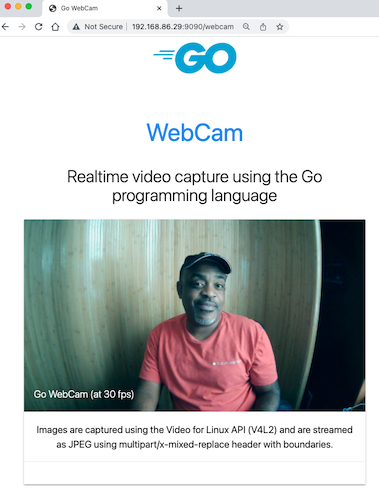 Go WebCam
Not Secure | 192.168.86.29:9090/webcam
GO
WebCam
Realtime video capture using the Go
programming language
Go WebCam (at 30 fps)
Images are captured using the Video for Linux API (V4L2) and are streamed
as JPEG using multipart/x-mixed-replace header with boundaries.